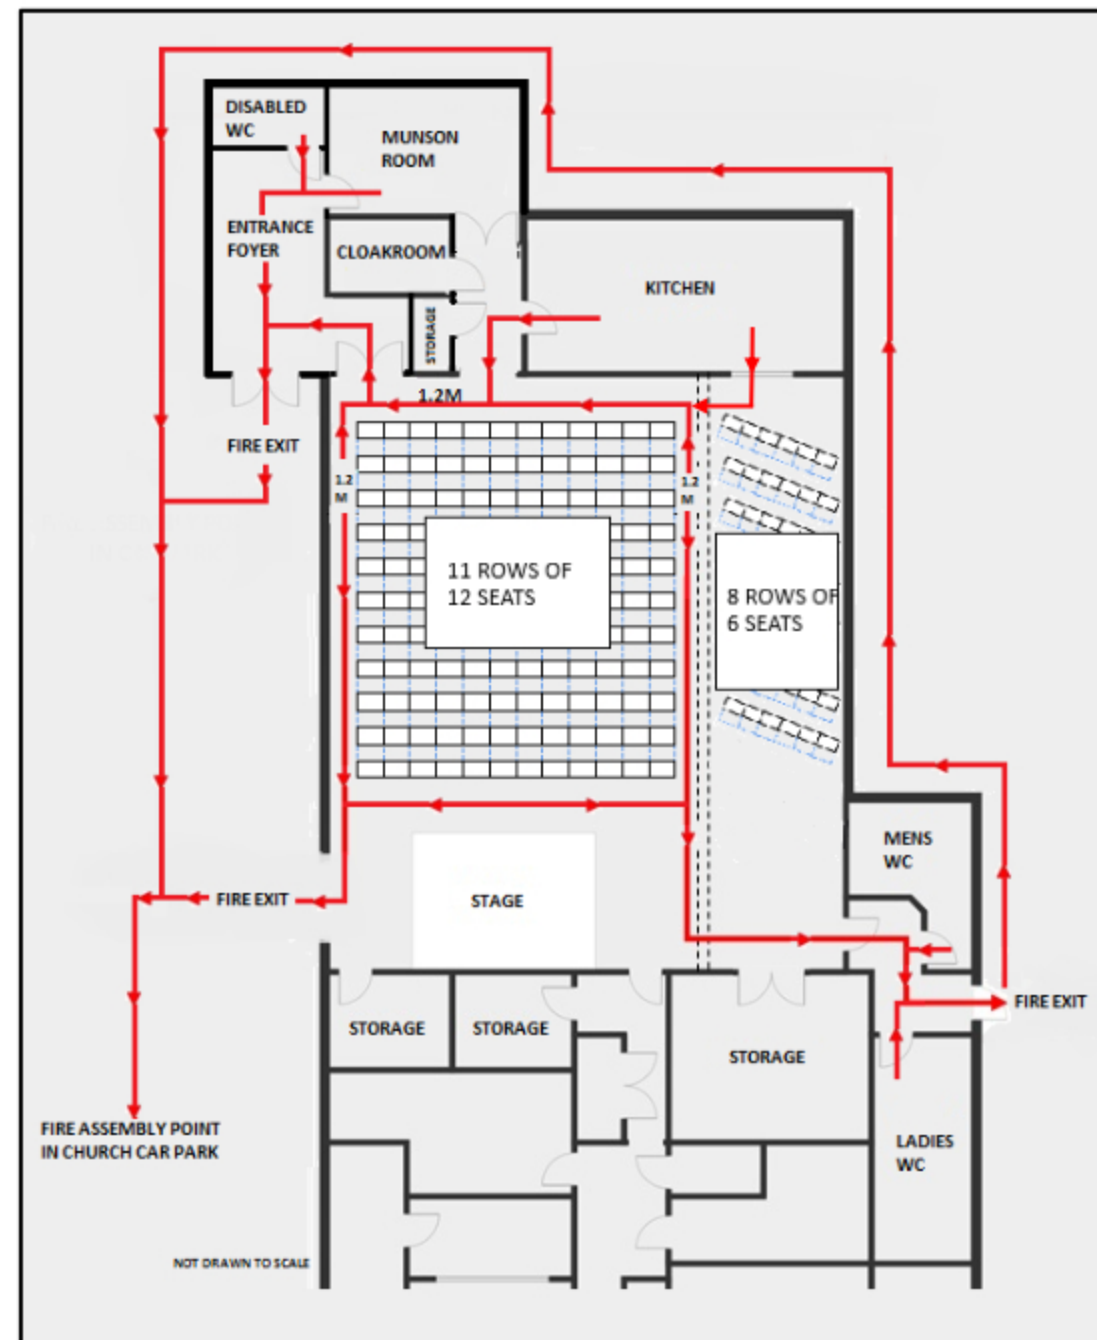 DISABLED
WC
MUNSON
ROOM
ENTRANCE
FOYER
CLOAKROOM
KITCHEN
STORAGE
1.2M
FIRE EXIT
1.2
M
1.2
M
11 ROWS OF
12 SEATS
8 ROWS OF
6 SEATS
MENS
WC
FIRE EXIT
STAGE
FIRE EXIT
STORAGE
STORAGE
STORAGE
FIRE ASSEMBLY POINT
IN CHURCH CAR PARK
LADIES
WC
NOT DRAWN TO SCALE